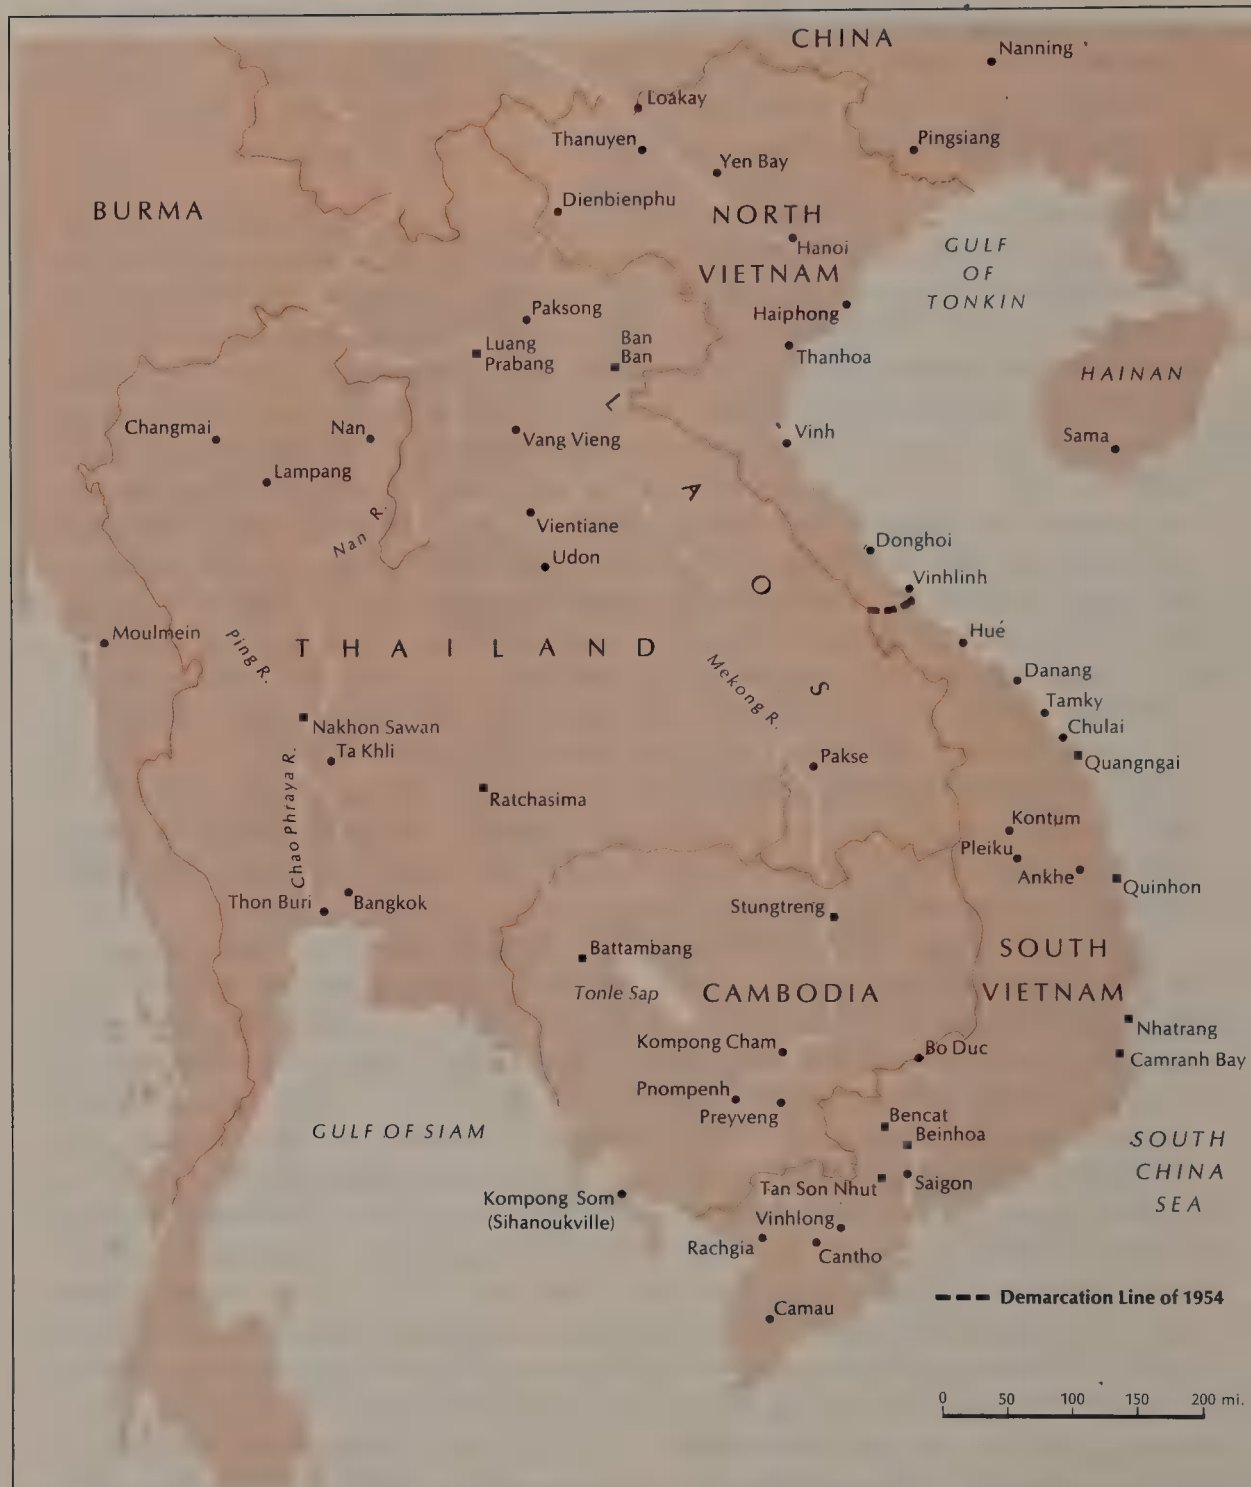 CHINA
Nanning
Loakay
Thanuyen
Pingsiang
Yen Bay
BURMA
Dienbienphu
NORTH
Hanoi
GULF
OF
TONKIN
VIETNAM
Haiphong
Paksong
Luang
Prabang
Ban
Ban
Thanhoa
HAINAN
Changmai
Nan
Vang Vieng
Vinh
Sama
Lampang
LAOS
Nan R.
Vientiane
Udon
Donghoi
Vinhlinh
Moulmein
Ping R.
THAILAND
Mekong R.
Hué
Danang
Tamky
Chulai
Quangngai
Nakhon Sawan
Ta Khli
Chao Phraya R.
Pakse
Ratchasima
Kontum
Pleiku
Ankhe
Quinhon
Thon Buri
Bangkok
Stungtreng
Battambang
SOUTH
VIETNAM
Tonle Sap
CAMBODIA
Nhatrang
Kompong Cham
Bo Duc
Camranh Bay
Pnompenh
Preyveng
Bencat
Beinhoa
GULF OF SIAM
SOUTH
CHINA
SEA
Kompong Som
(Sihanoukville)
Tan Son Nhut
Saigon
Vinhlong
Rachgia
Cantho
Demarcation Line of 1954
Camau
0 50 100 150 200 mi.